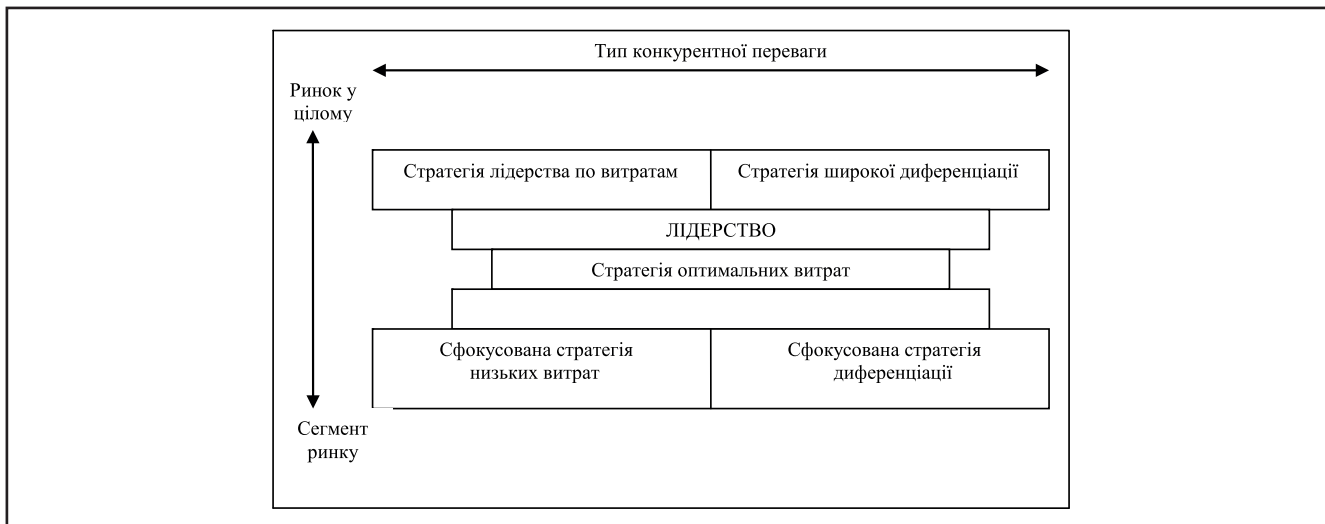 Тип конкурентної переваги
Ринок у
цілому
Стратегія лідерства по витратам
Стратегія широкої диференціації
ЛІДЕРСТВО
Стратегія оптимальних витрат
Сфокусована стратегія
низьких витрат
Сфокусована стратегія
диференціації
Сегмент
ринку